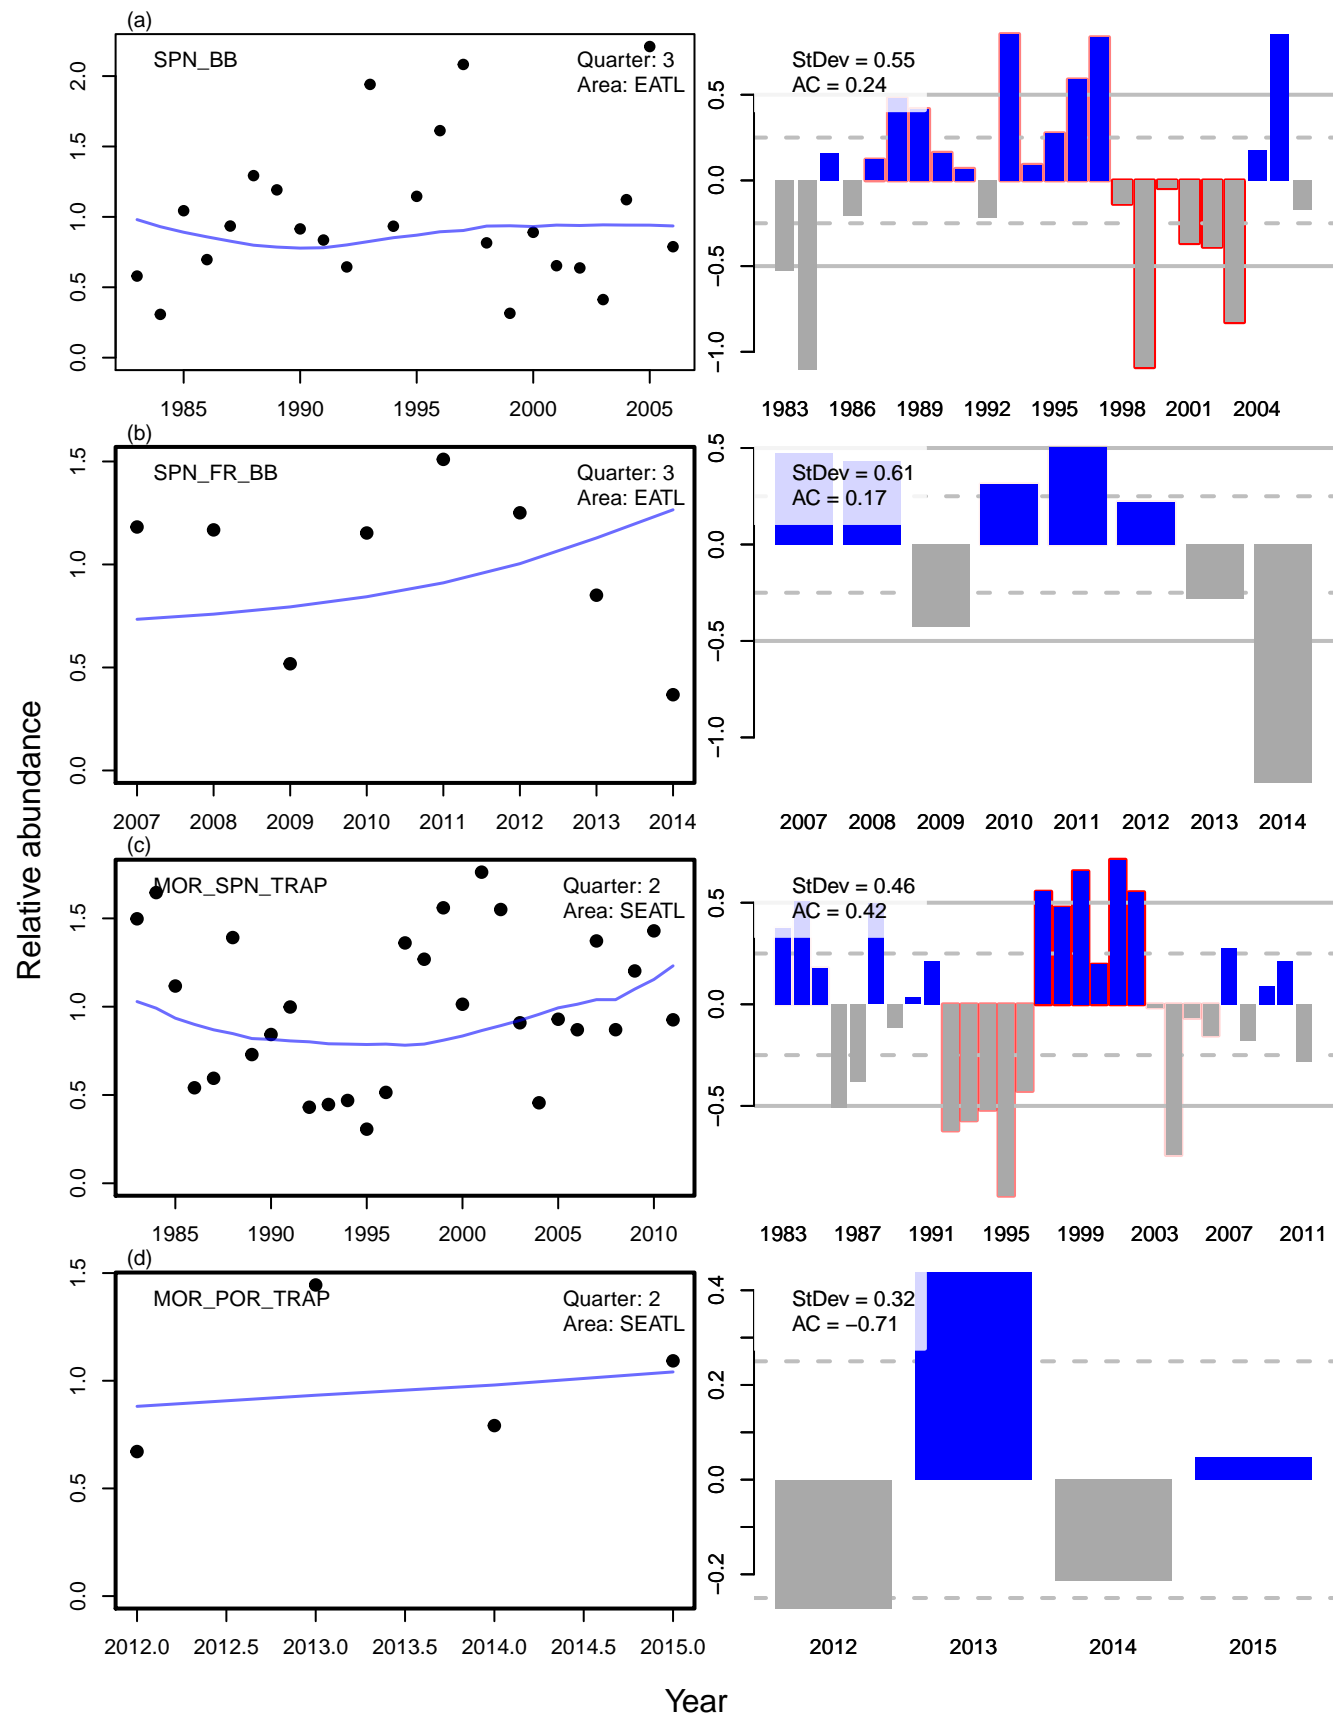 (a)
SPN_BB
Quarter: 3
Area: EATL
0.0 0.5 1.0 1.5 2.0
1985 1990 1995 2000 2005
StDev = 0.55
AC = 0.24
−1.0 −0.5 0.0 0.5
1983 1986 1989 1992 1995 1998 2001 2004
(b)
SPN_FR_BB
Quarter: 3
Area: EATL
0.0 0.5 1.0 1.5
2007 2008 2009 2010 2011 2012 2013 2014
StDev = 0.61
AC = 0.17
−1.0 −0.5 0.0 0.5
2007 2008 2009 2010 2011 2012 2013 2014
(c)
MOR_SPN_TRAP
Quarter: 2
Area: SEATL
0.0 0.5 1.0 1.5
1985 1990 1995 2000 2005 2010
StDev = 0.46
AC = 0.42
−0.5 0.0 0.5
1983 1987 1991 1995 1999 2003 2007 2011
(d)
MOR_POR_TRAP
Quarter: 2
Area: SEATL
0.0 0.5 1.0 1.5
2012.0 2012.5 2013.0 2013.5 2014.0 2014.5 2015.0
StDev = 0.32
AC = −0.71
−0.2 0.0 0.2 0.4
2012 2013 2014 2015
Relative abundance
Year